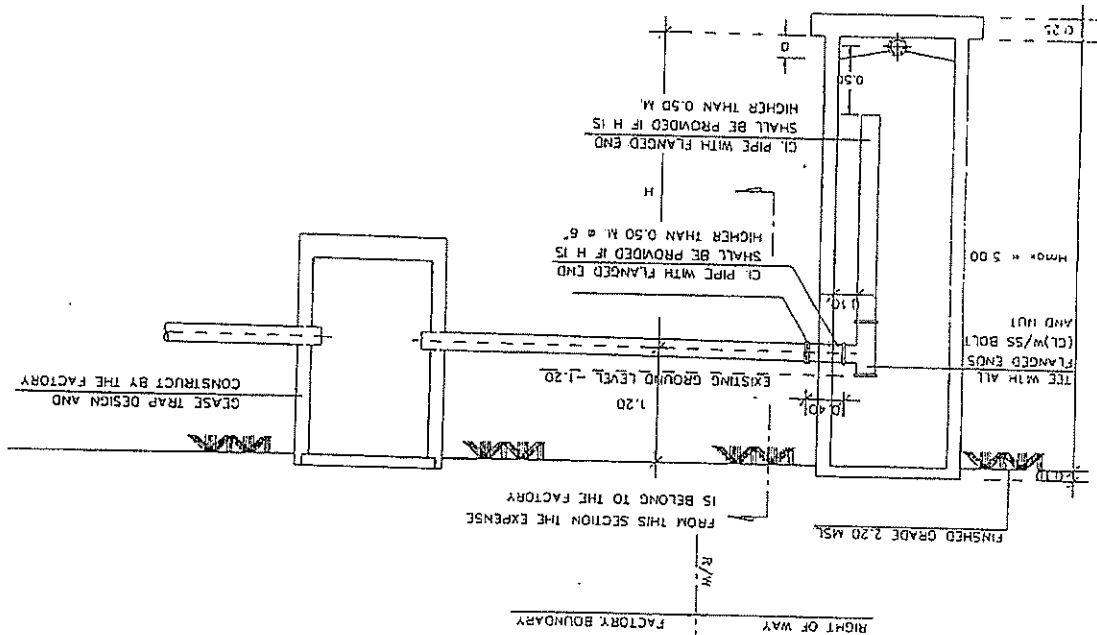 RIGHT OF WAY
FACTORY BOUNDARY
R/W
FINSHED GRADE 2.20 MSL
FROM THIS SECTION THE EXPENSE
IS BELONG TO THE FACTORY
1.20
0.40
EXISTING GROUND LEVEL -1.20
GEASE TRAP DESIGN AND
CONSTRUCT BY THE FACTORY
TEE WITH ALL
FLANGED ENDS
(CI.)W/SS BOLT
AND NUT
0.10
Hmax = 5.00
CI. PIPE WITH FLANGED END
SHALL BE PROVIDED IF H IS
HIGHER THAN 0.50 M. ø 6"
H
CI. PIPE WITH FLANGED END
SHALL BE PROVIDED IF H IS
HIGHER THAN 0.50 M.
0.50
D
0.25